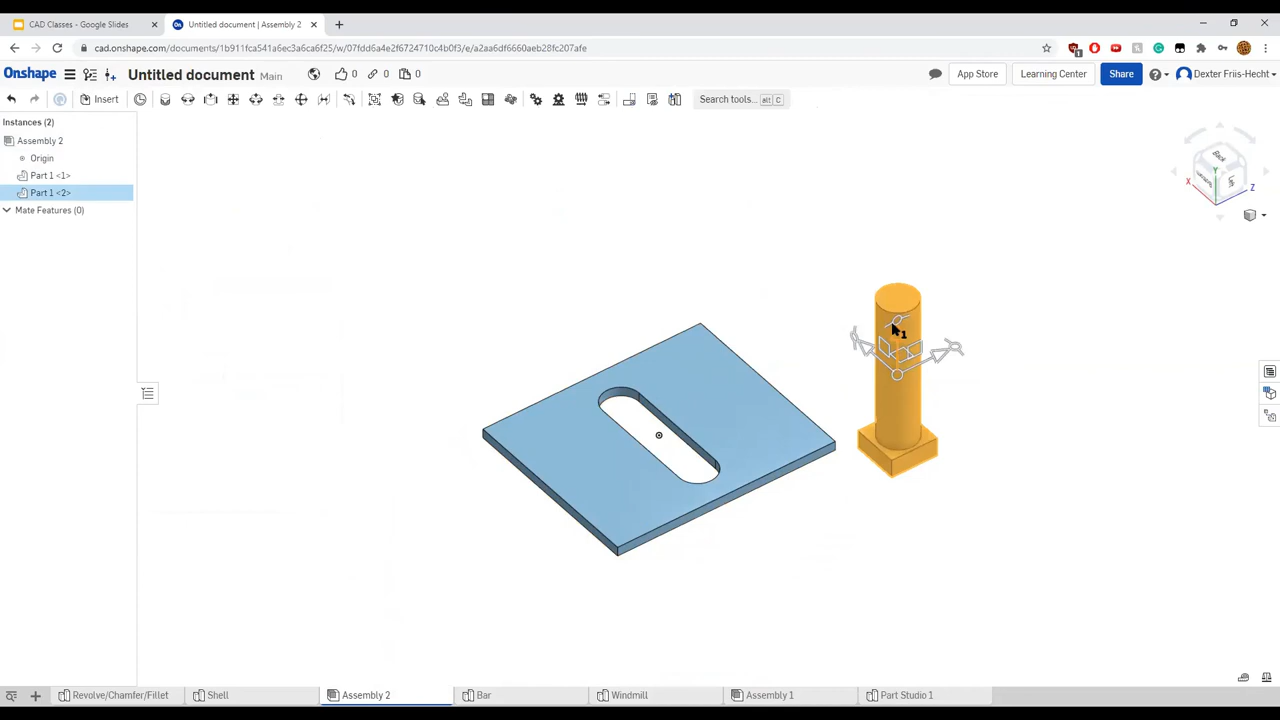 CAD Classes - Google Slides
Untitled document | Assembly 2
cad.onshape.com/documents/1b911fca541a6ec3a6ca6f25/w/07fdd6a4e2f6724710c4b0f3/e/a2aa6df6660aeb28fc207afe
Onshape
Untitled document Main
0
0
0
App Store
Learning Center
Share
Dexter Friis-Hecht
Insert
Search tools... alt C
Instances (2)
Assembly 2
Origin
Part 1 <1>
Part 1 <2>
Mate Features (0)
Back
X
Y
Z
1
Revolve/Chamfer/Fillet
Shell
Assembly 2
Bar
Windmill
Assembly 1
Part Studio 1